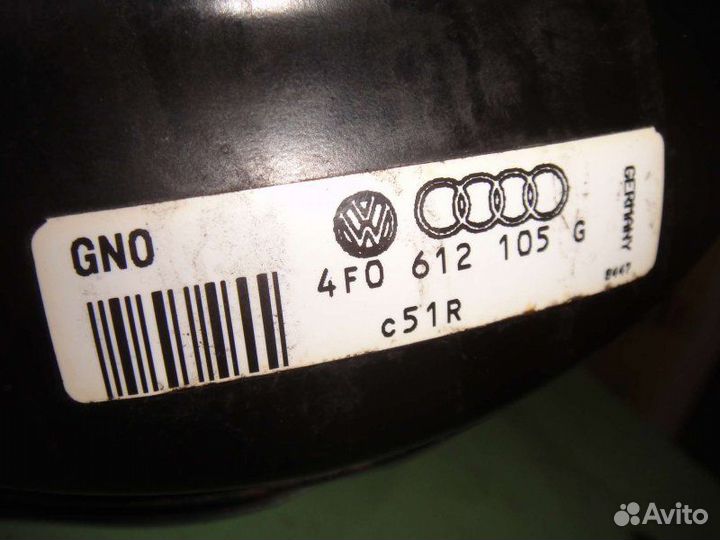 GNO
4F0 612 105 G
c51R
GERMANY
Avito